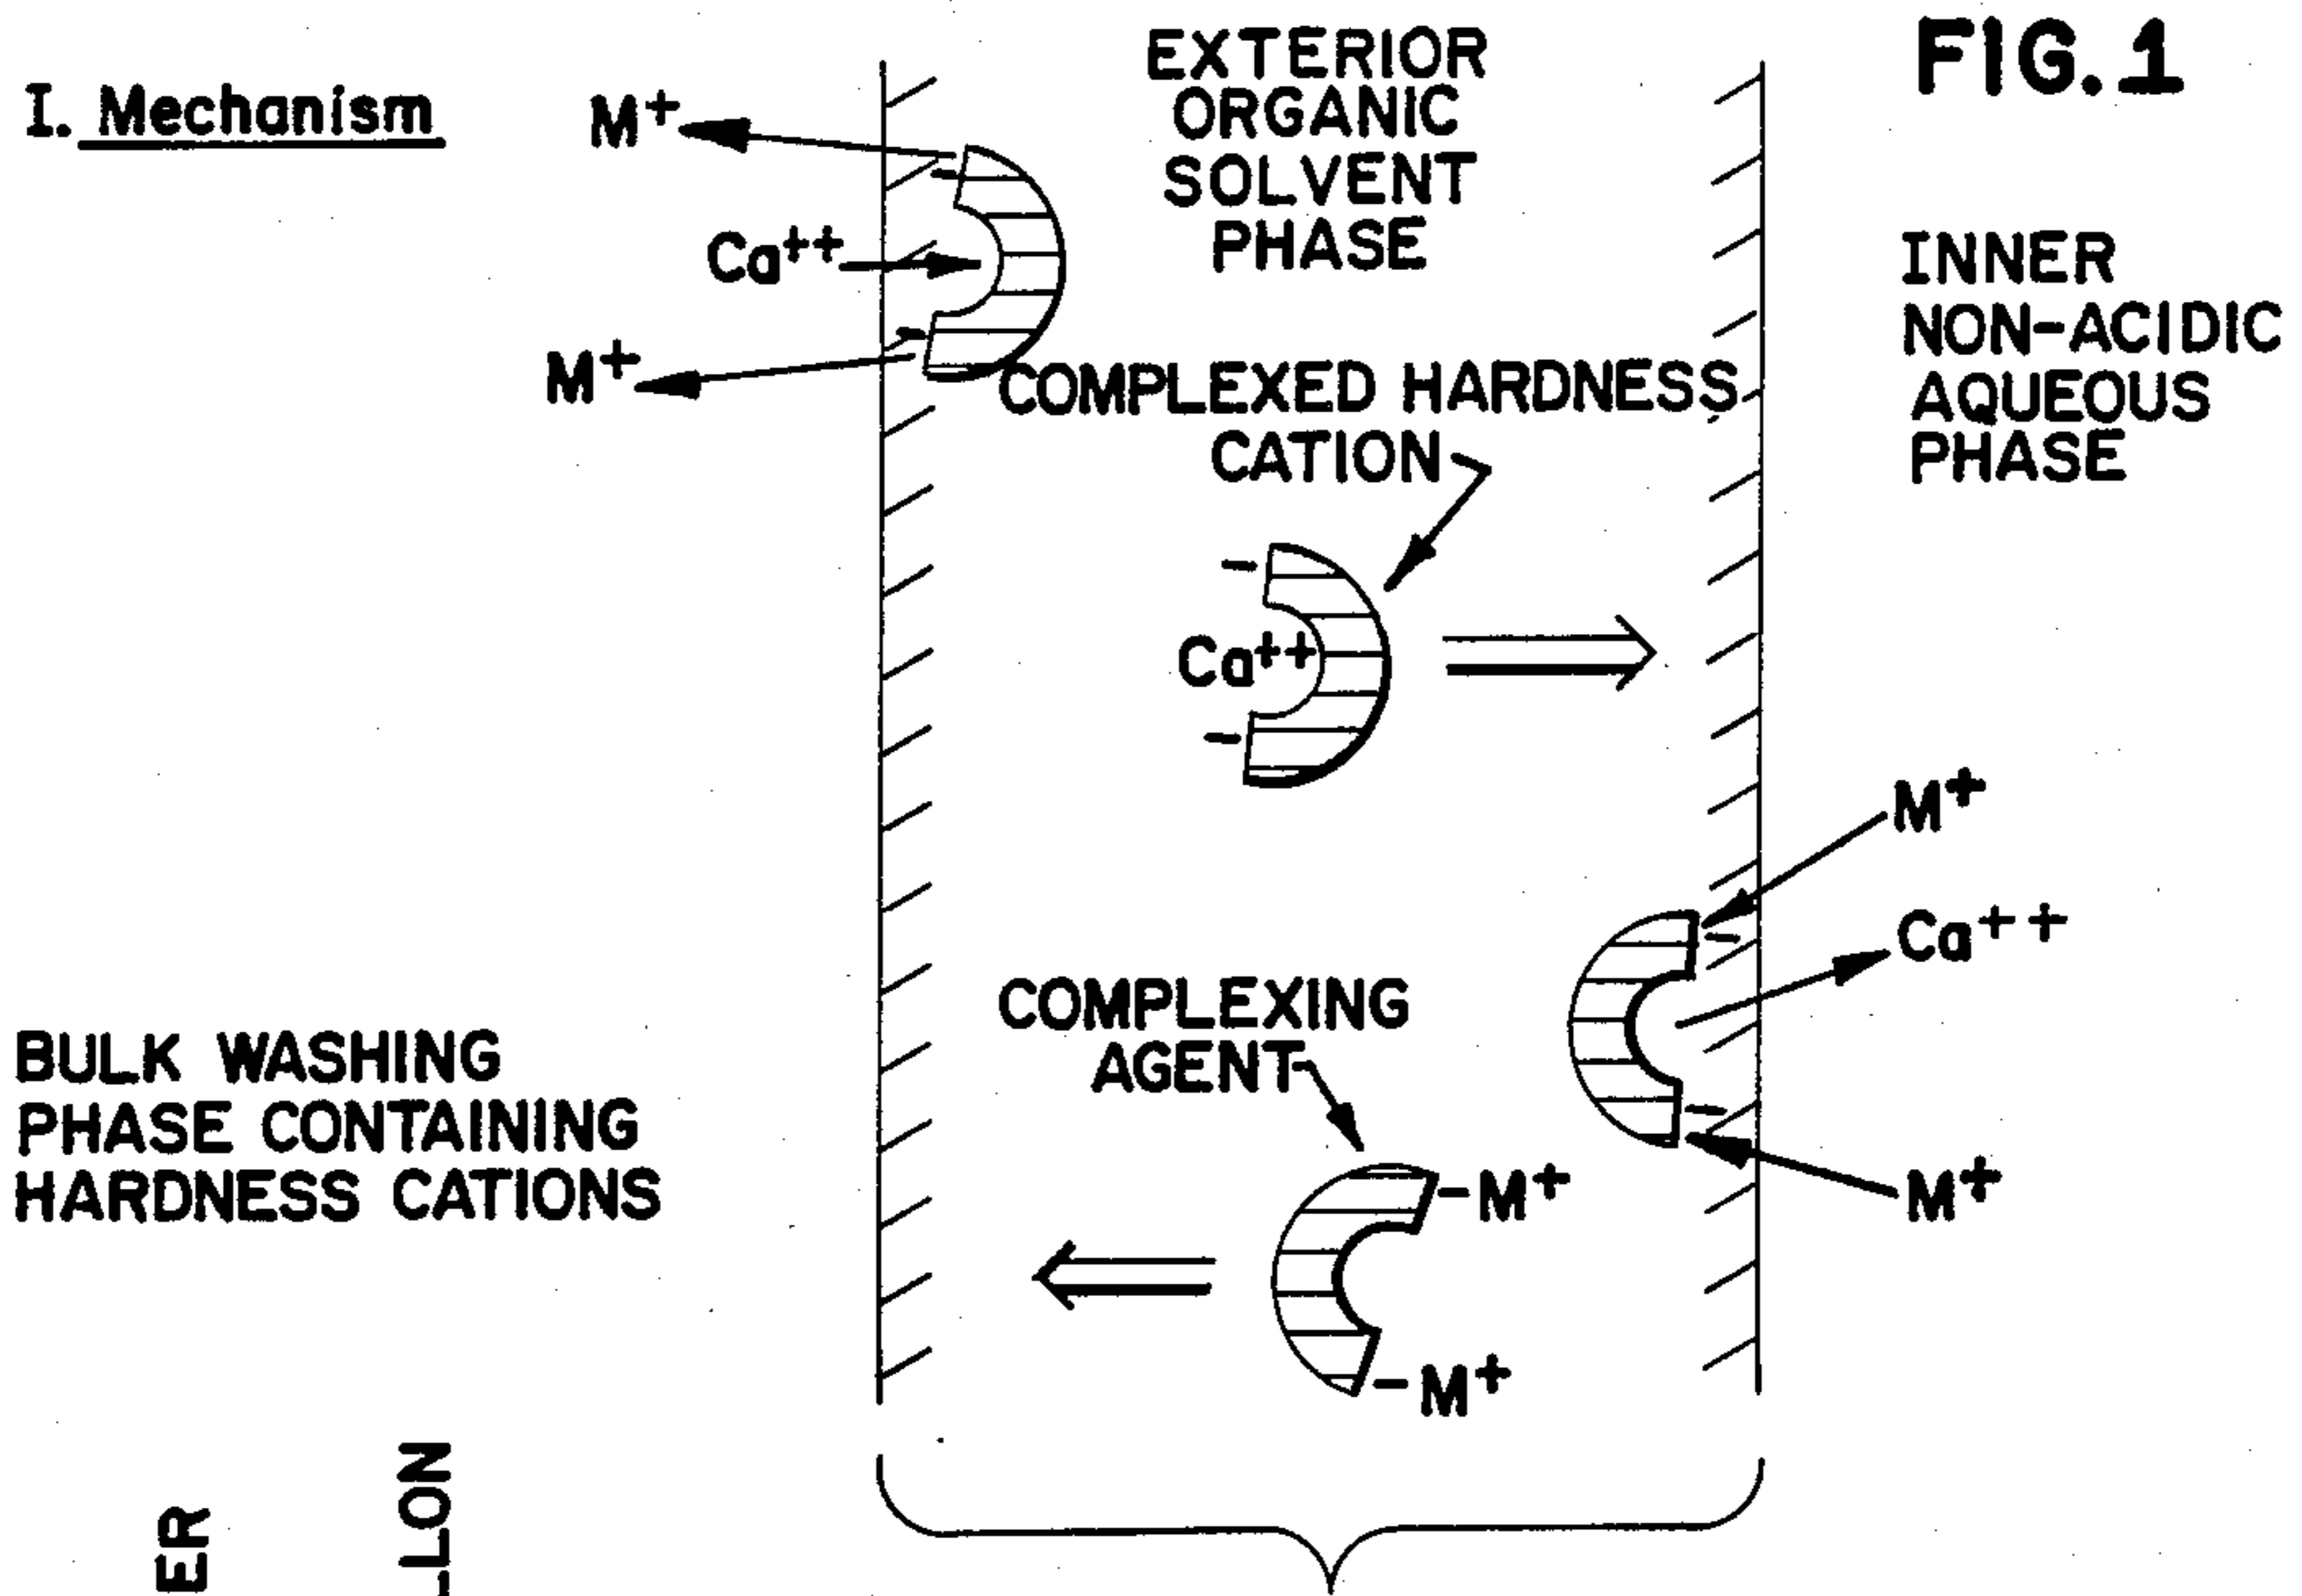 FIG.1
I. Mechanism
EXTERIOR
ORGANIC
SOLVENT
PHASE
M+
Ca++
M+
INNER
NON-ACIDIC
AQUEOUS
PHASE
COMPLEXED HARDNESS
CATION
-
Ca++
-
M+
Ca++
M+
COMPLEXING
AGENT
-M+
-M+
BULK WASHING
PHASE CONTAINING
HARDNESS CATIONS